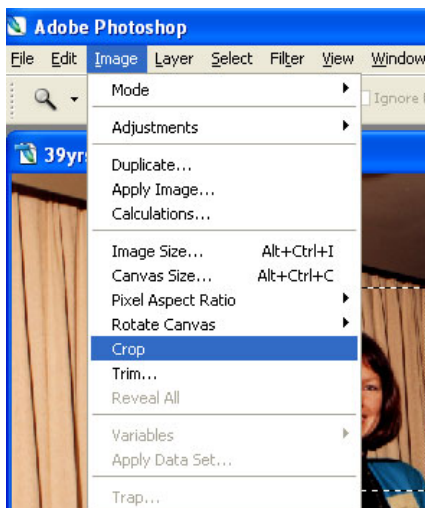 Adobe Photoshop
File Edit Image Layer Select Filter View Window
Mode
Ignore
39yr
Adjustments
Duplicate...
Apply Image...
Calculations...
Image Size... Alt+Ctrl+I
Canvas Size... Alt+Ctrl+C
Pixel Aspect Ratio
Rotate Canvas
Crop
Trim...
Reveal All
Variables
Apply Data Set...
Trap...